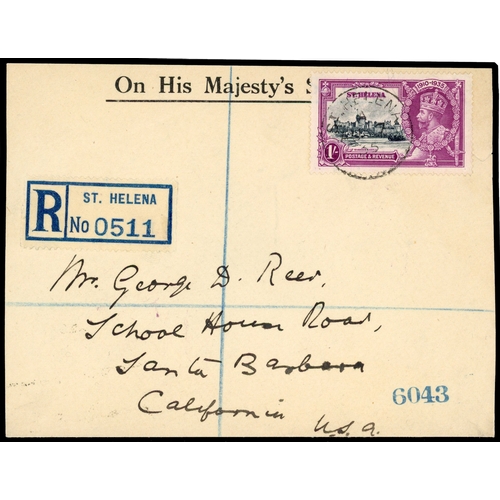 On His Majesty's S
1910-1935
ST. HELENA
1/-
POSTAGE & REVENUE
R
ST. HELENA
No 0511
Mr. George D. Reer,
School House Road,
Santa Barbara
California
U.S.A.
6043